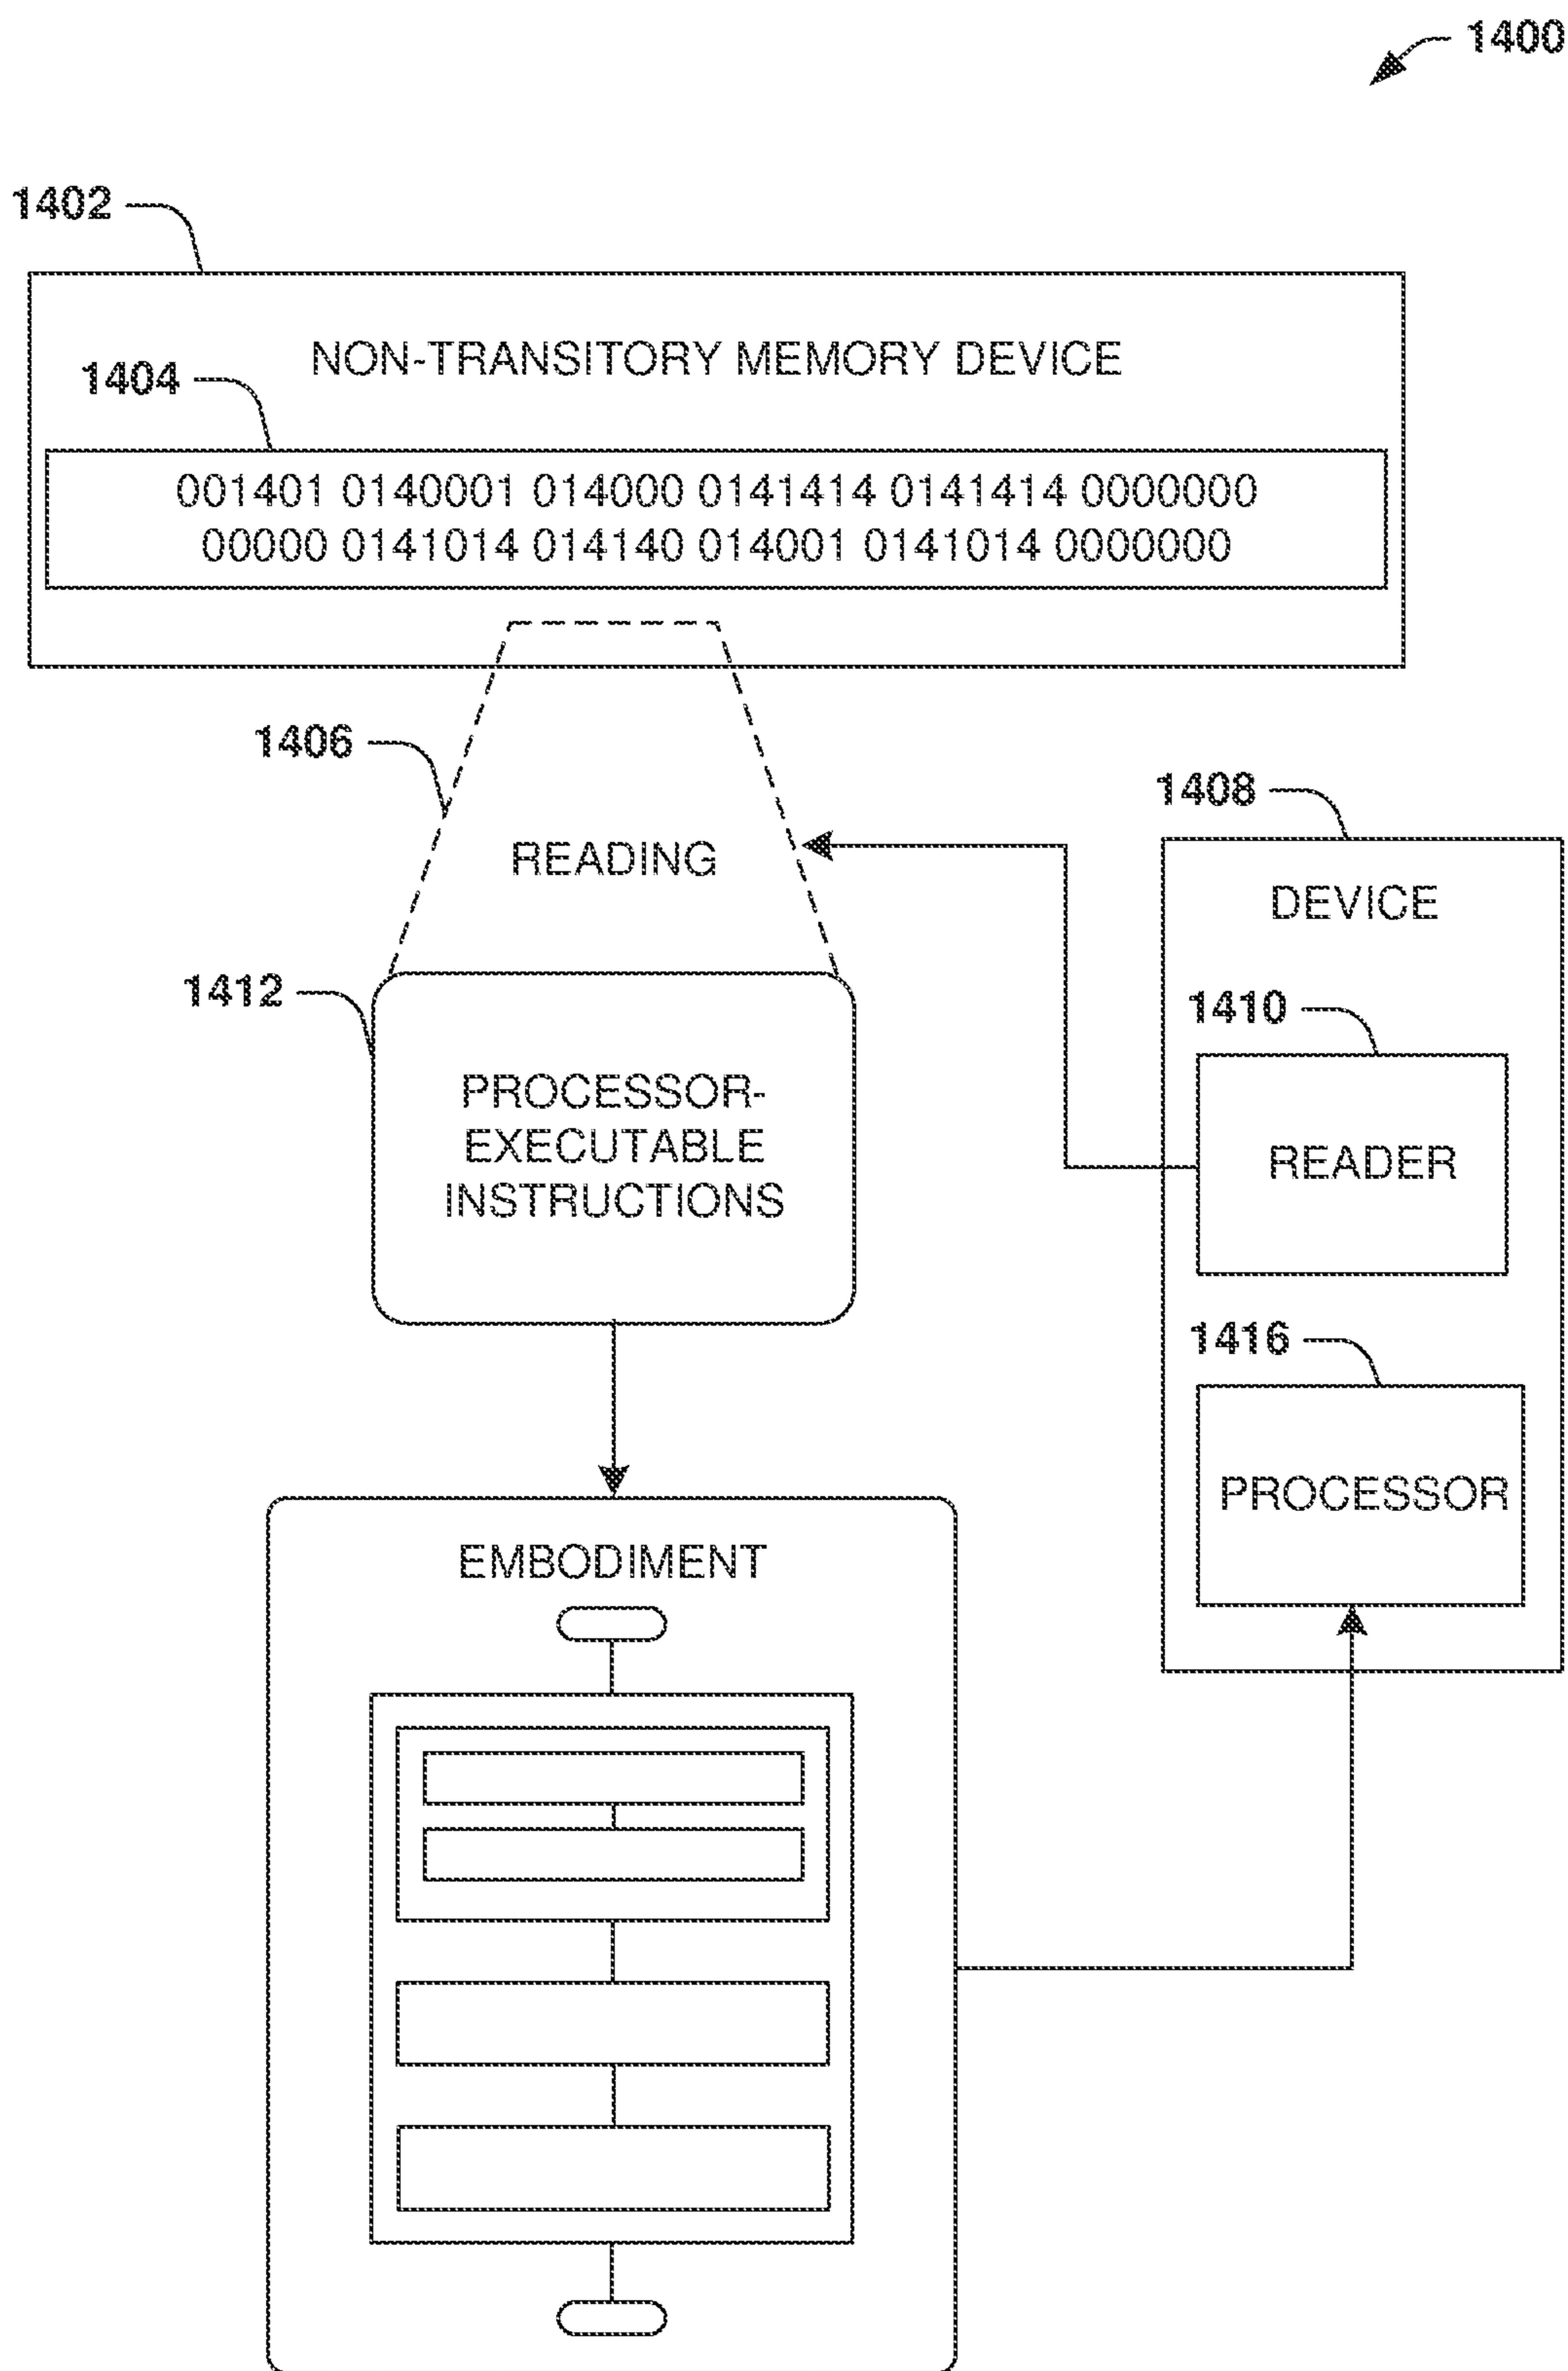 1400
1402
NON-TRANSITORY MEMORY DEVICE
1404
001401 0140001 014000 0141414 0141414 0000000
00000 0141014 014140 014001 0141014 0000000
1406
READING
1408
DEVICE
1412
PROCESSOR-
EXECUTABLE
INSTRUCTIONS
1410
READER
1416
PROCESSOR
EMBODIMENT